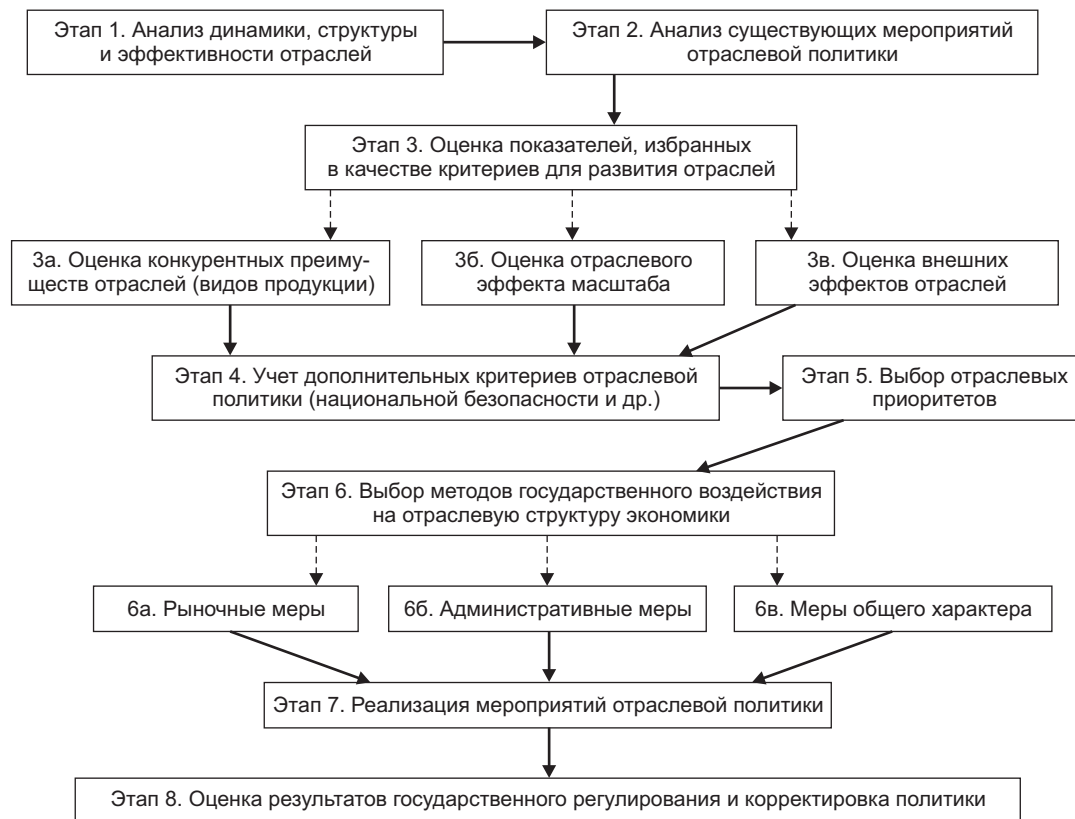 Этап 1. Анализ динамики, структуры
и эффективности отраслей
Этап 2. Анализ существующих мероприятий
отраслевой политики
Этап 3. Оценка показателей, избранных
в качестве критериев для развития отраслей
3а. Оценка конкурентных преиму-
ществ отраслей (видов продукции)
3б. Оценка отраслевого
эффекта масштаба
3в. Оценка внешних
эффектов отраслей
Этап 4. Учет дополнительных критериев отраслевой
политики (национальной безопасности и др.)
Этап 5. Выбор отраслевых
приоритетов
Этап 6. Выбор методов государственного воздействия
на отраслевую структуру экономики
6а. Рыночные меры
6б. Административные меры
6в. Меры общего характера
Этап 7. Реализация мероприятий отраслевой политики
Этап 8. Оценка результатов государственного регулирования и корректировка политики